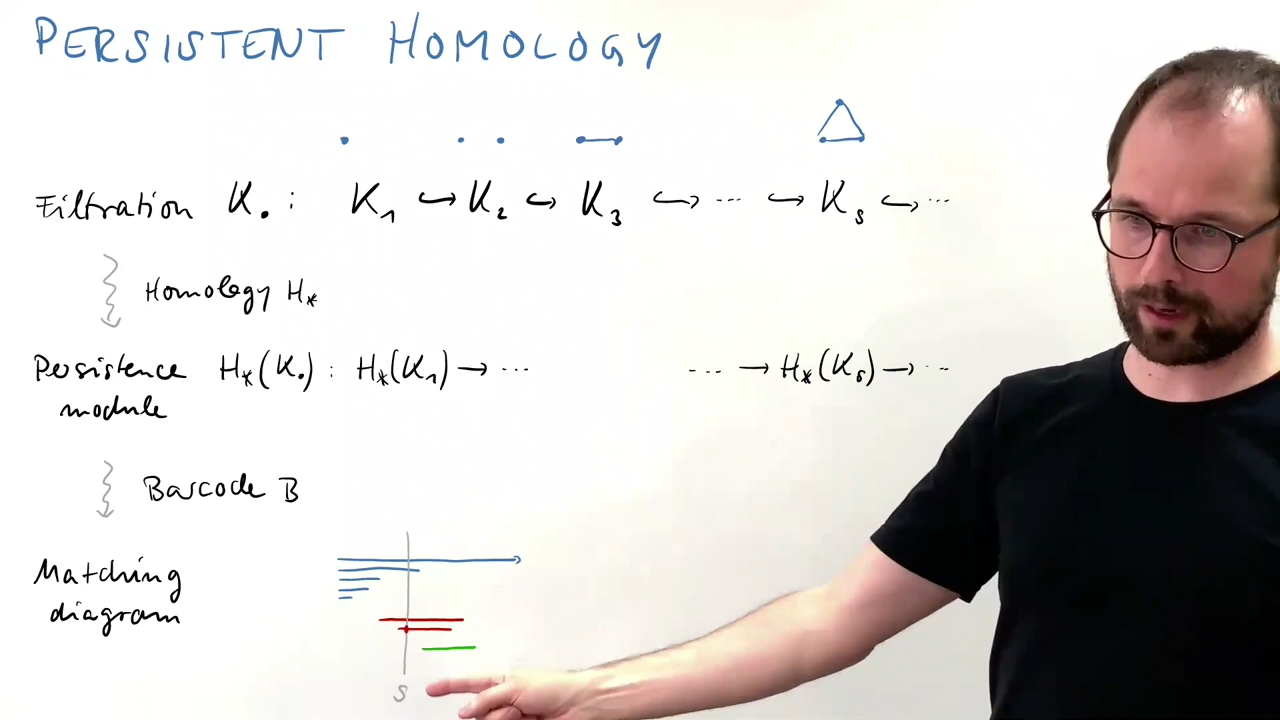 PERSISTENT HOMOLOGY
Filtration K. : K₁ ↪ K₂ ↪ K₃ ↪ ··· ↪ Kₛ ↪ ···
Homology H*
Persistence H*(K.) : H*(K₁) → ··· ··· → H*(Kₛ) → ···
module
Barcode B
Matching
diagram
s